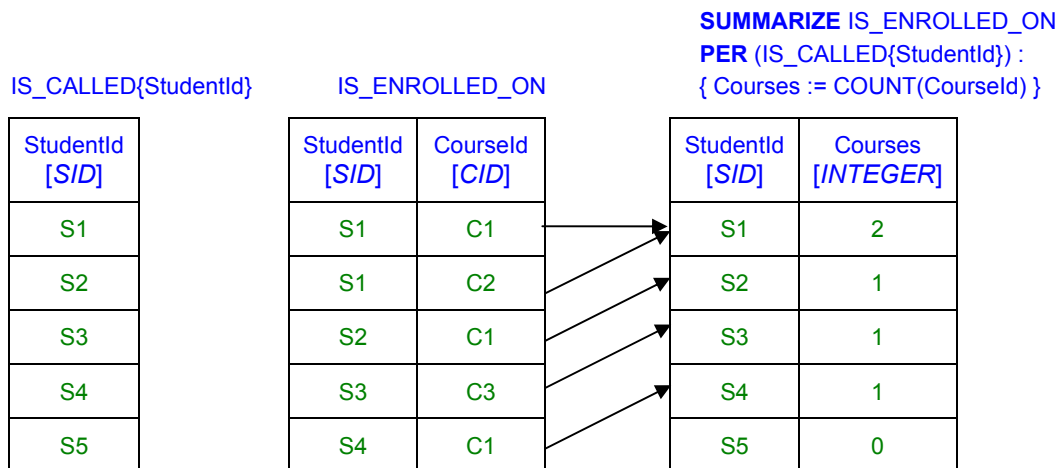 SUMMARIZE IS_ENROLLED_ON
PER (IS_CALLED{StudentId}) :
{ Courses := COUNT(CourseId) }
IS_CALLED{StudentId}
IS_ENROLLED_ON
StudentId
[SID]
S1
S2
S3
S4
S5
StudentId CourseId
[SID] [CID]
S1 C1
S1 C2
S2 C1
S3 C3
S4 C1
StudentId Courses
[SID] [INTEGER]
S1 2
S2 1
S3 1
S4 1
S5 0